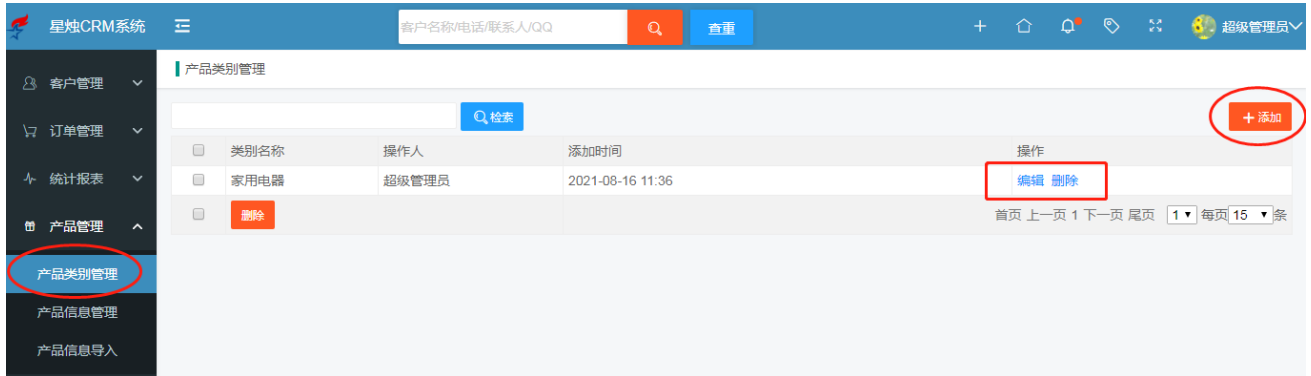 星烛CRM系统
客户名称/电话/联系人/QQ
查重
超级管理员
客户管理
订单管理
统计报表
产品管理
产品类别管理
产品信息管理
产品信息导入
产品类别管理
检索
添加
类别名称 操作人 添加时间 操作
家用电器 超级管理员 2021-08-16 11:36 编辑 删除
删除 首页 上一页 1 下一页 尾页 1 每页 15 条